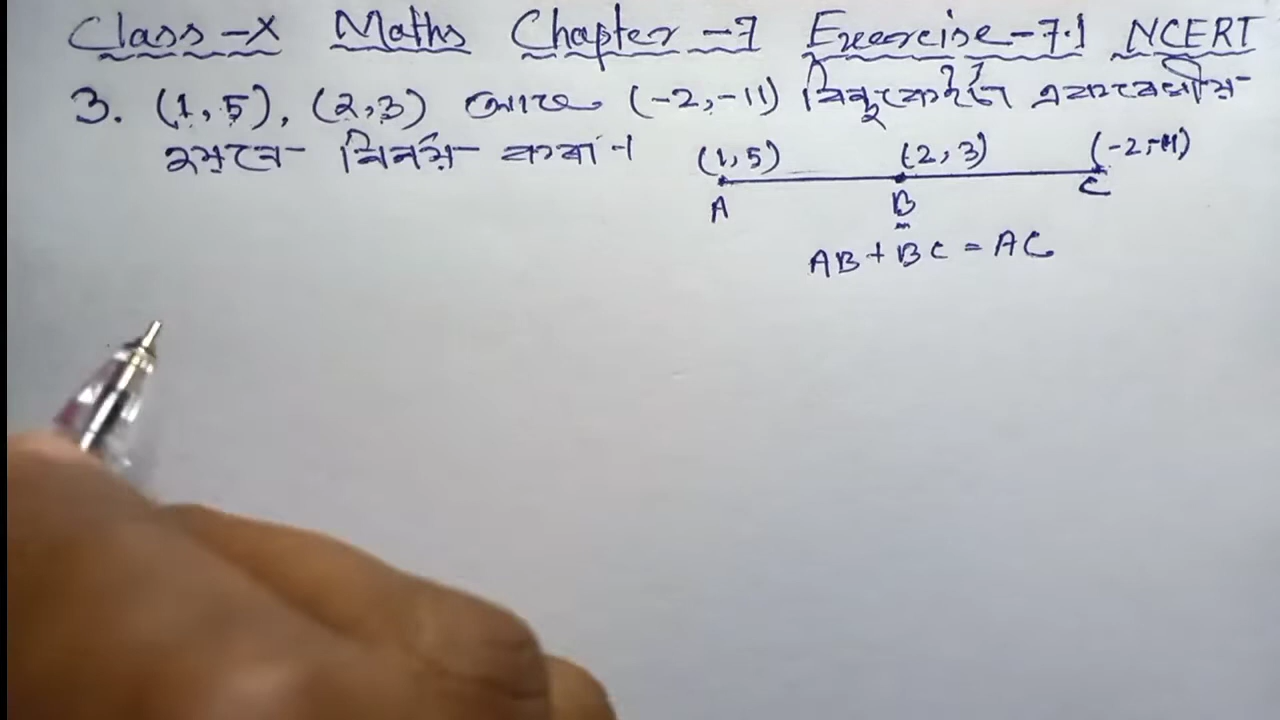 Class-X Maths Chapter-7 Exercise-7.1 NCERT
3. (1,5), (2,3) আৰু (-2,-11) বিন্দুকেইটা একৰেখীয়
হয়নে নিৰ্ণয় কৰা ।
(1,5) (2,3) (-2,-11)
A B C
AB + BC = AC